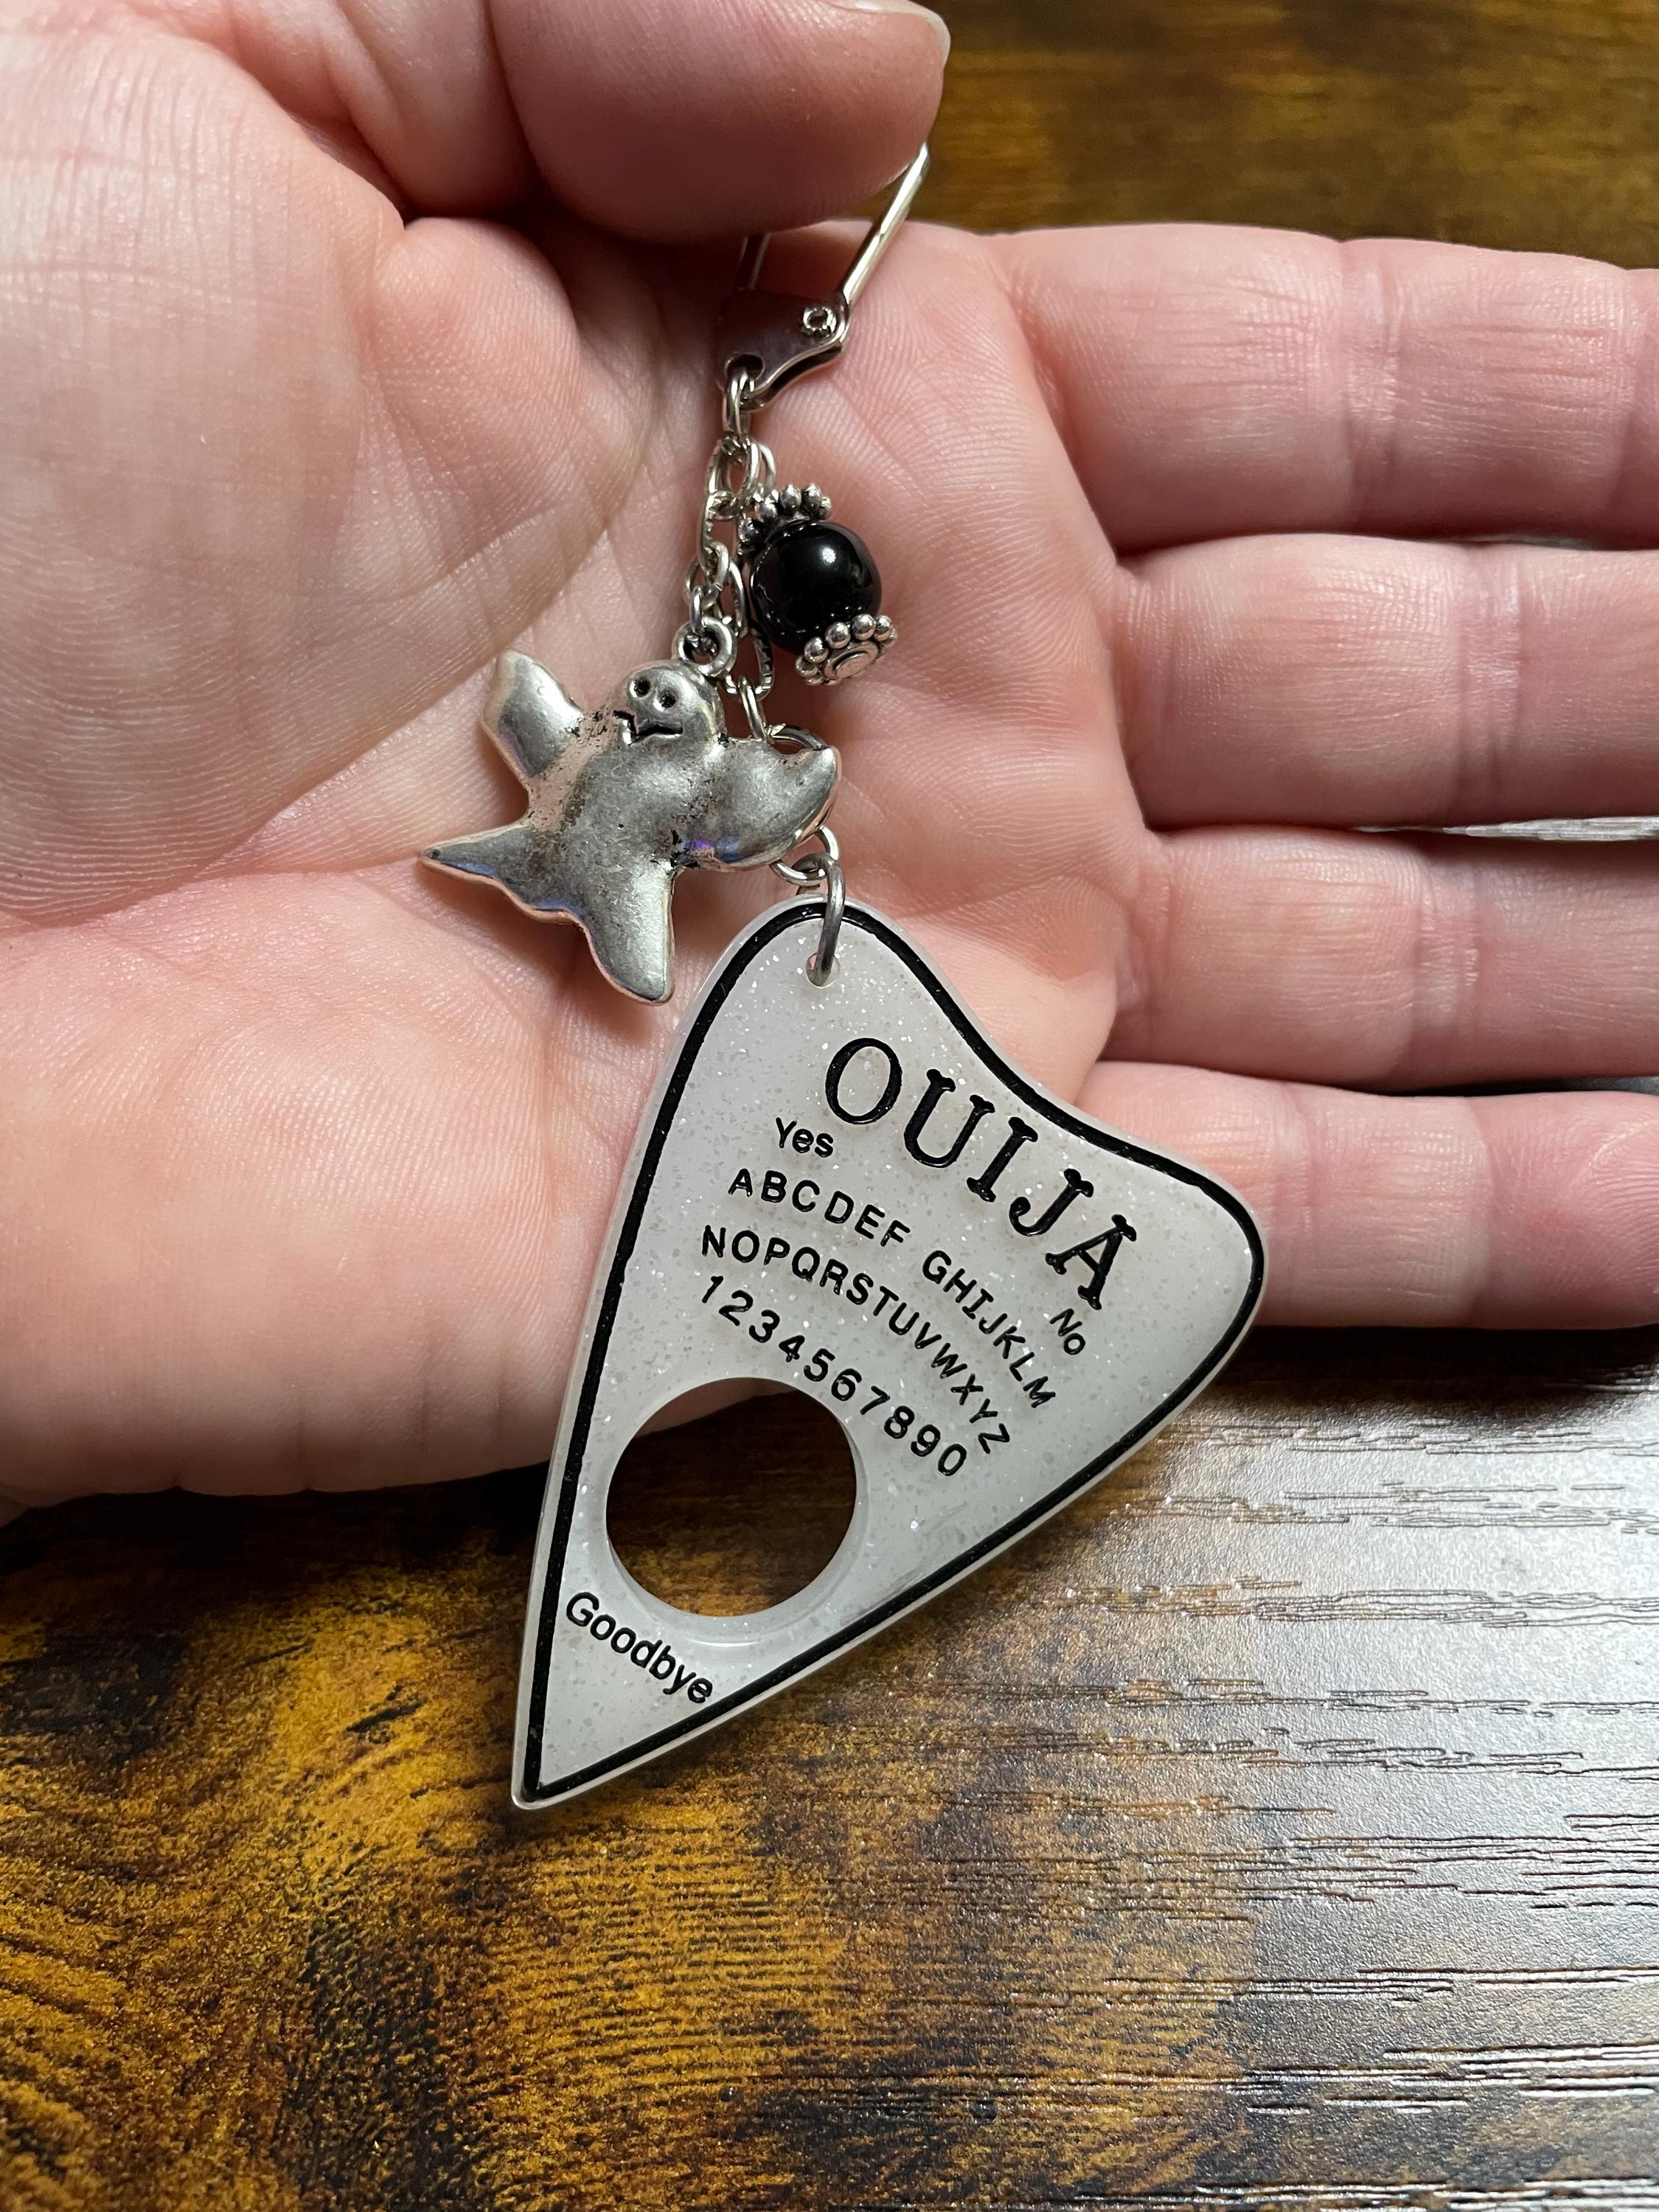 OUIJA
Yes No
ABCDEF GHIJKLM
NOPQRSTUVWXYZ
1234567890
Goodbye